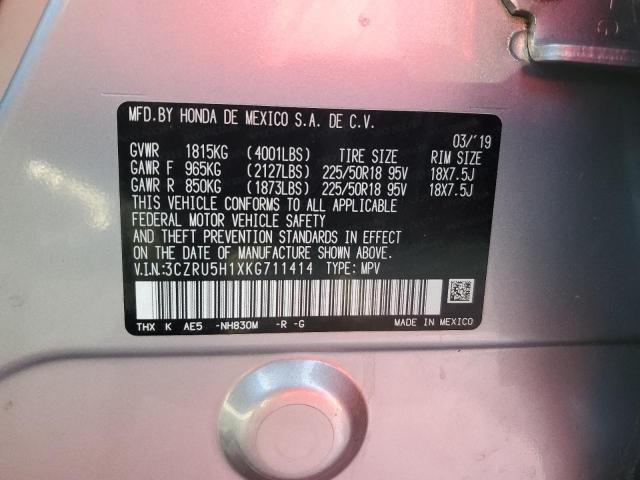 MFD.BY HONDA DE MEXICO S.A. DE C.V.
03/'19
GVWR 1815KG (4001LBS) TIRE SIZE RIM SIZE
GAWR F 965KG (2127LBS) 225/50R18 95V 18X7.5J
GAWR R 850KG (1873LBS) 225/50R18 95V 18X7.5J
THIS VEHICLE CONFORMS TO ALL APPLICABLE
FEDERAL MOTOR VEHICLE SAFETY
AND THEFT PREVENTION STANDARDS IN EFFECT
ON THE DATE OF MANUFACTURE SHOWN ABOVE.
V.I.N.:3CZRU5H1XKG711414 TYPE: MPV
THX K AE5 -NH830M -R -G MADE IN MEXICO